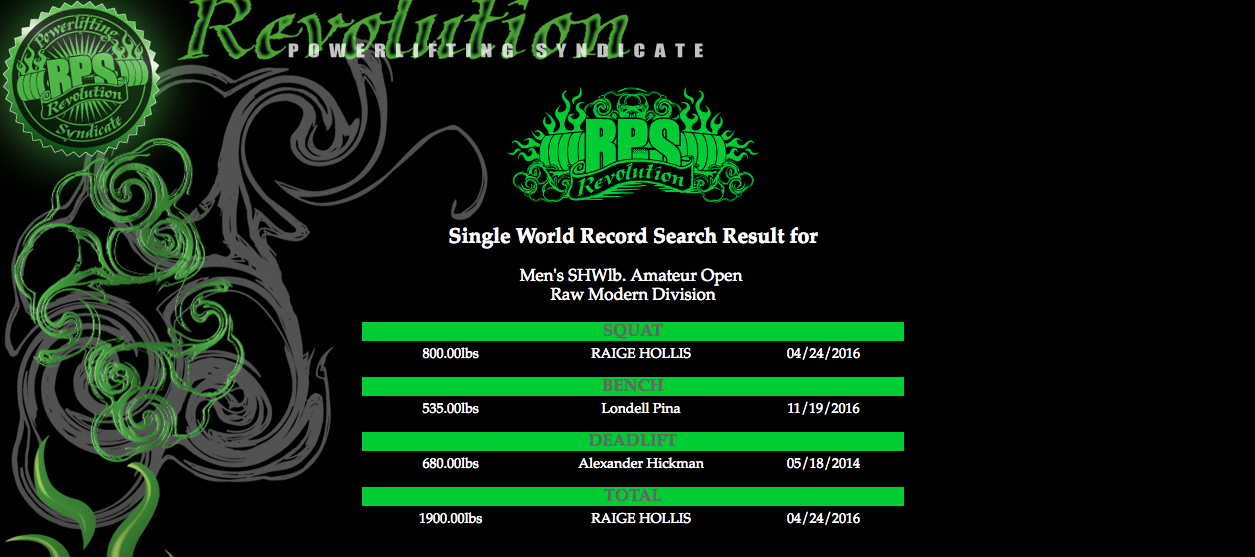 Revolution
POWERLIFTING SYNDICATE
Powerlifting
RPS
Revolution
Syndicate
RPS
Revolution
Single World Record Search Result for
Men's SHWlb. Amateur Open
Raw Modern Division
SQUAT
800.00lbs RAIGE HOLLIS 04/24/2016
BENCH
535.00lbs Londell Pina 11/19/2016
DEADLIFT
680.00lbs Alexander Hickman 05/18/2014
TOTAL
1900.00lbs RAIGE HOLLIS 04/24/2016